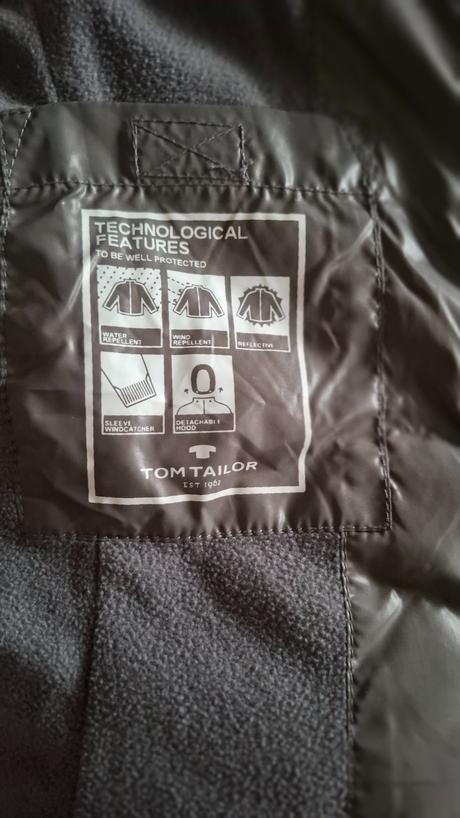 TECHNOLOGICAL
FEATURES
TO BE WELL PROTECTED
WATER
REPELLENT
WIND
REPELLENT
REFLECTIVE
SLEEVE
WINDCATCHER
DETACHABLE
HOOD
TOM TAILOR
EST 1962